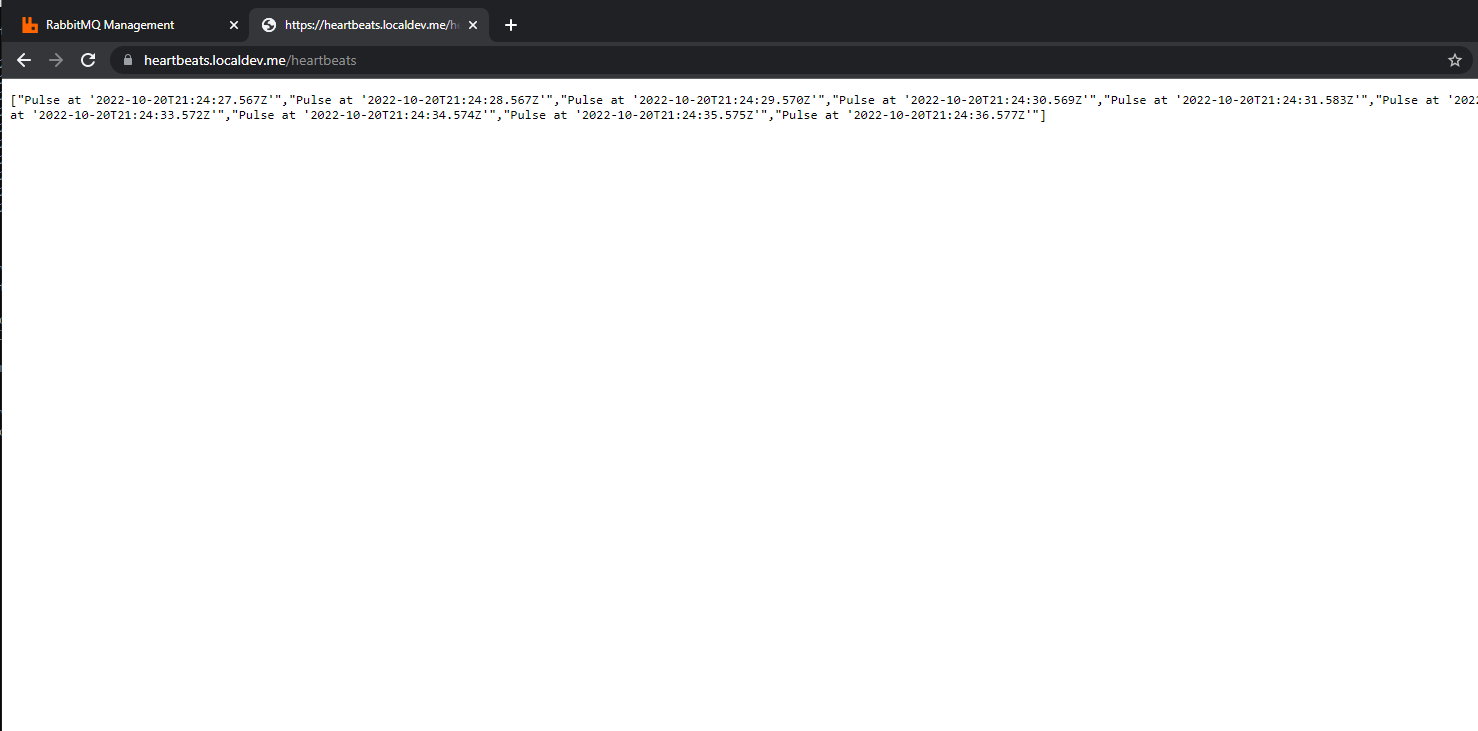 RabbitMQ Management
https://heartbeats.localdev.me/he
heartbeats.localdev.me/heartbeats
["Pulse at '2022-10-20T21:24:27.567Z'","Pulse at '2022-10-20T21:24:28.567Z'","Pulse at '2022-10-20T21:24:29.570Z'","Pulse at '2022-10-20T21:24:30.569Z'","Pulse at '2022-10-20T21:24:31.583Z'","Pulse at '202
at '2022-10-20T21:24:33.572Z'","Pulse at '2022-10-20T21:24:34.574Z'","Pulse at '2022-10-20T21:24:35.575Z'","Pulse at '2022-10-20T21:24:36.577Z'"]